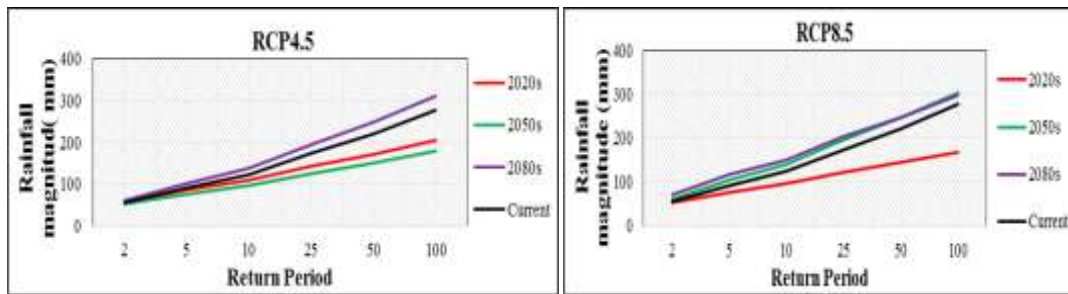 RCP4.5
Rainfall
magnitud( mm)
400
300
200
100
0
2 5 10 25 50 100
Return Period
2020s
2050s
2080s
Current
RCP8.5
Rainfall
magnitude (mm)
400
300
200
100
0
2 5 10 25 50 100
Return Period
2020s
2050s
2080s
Current